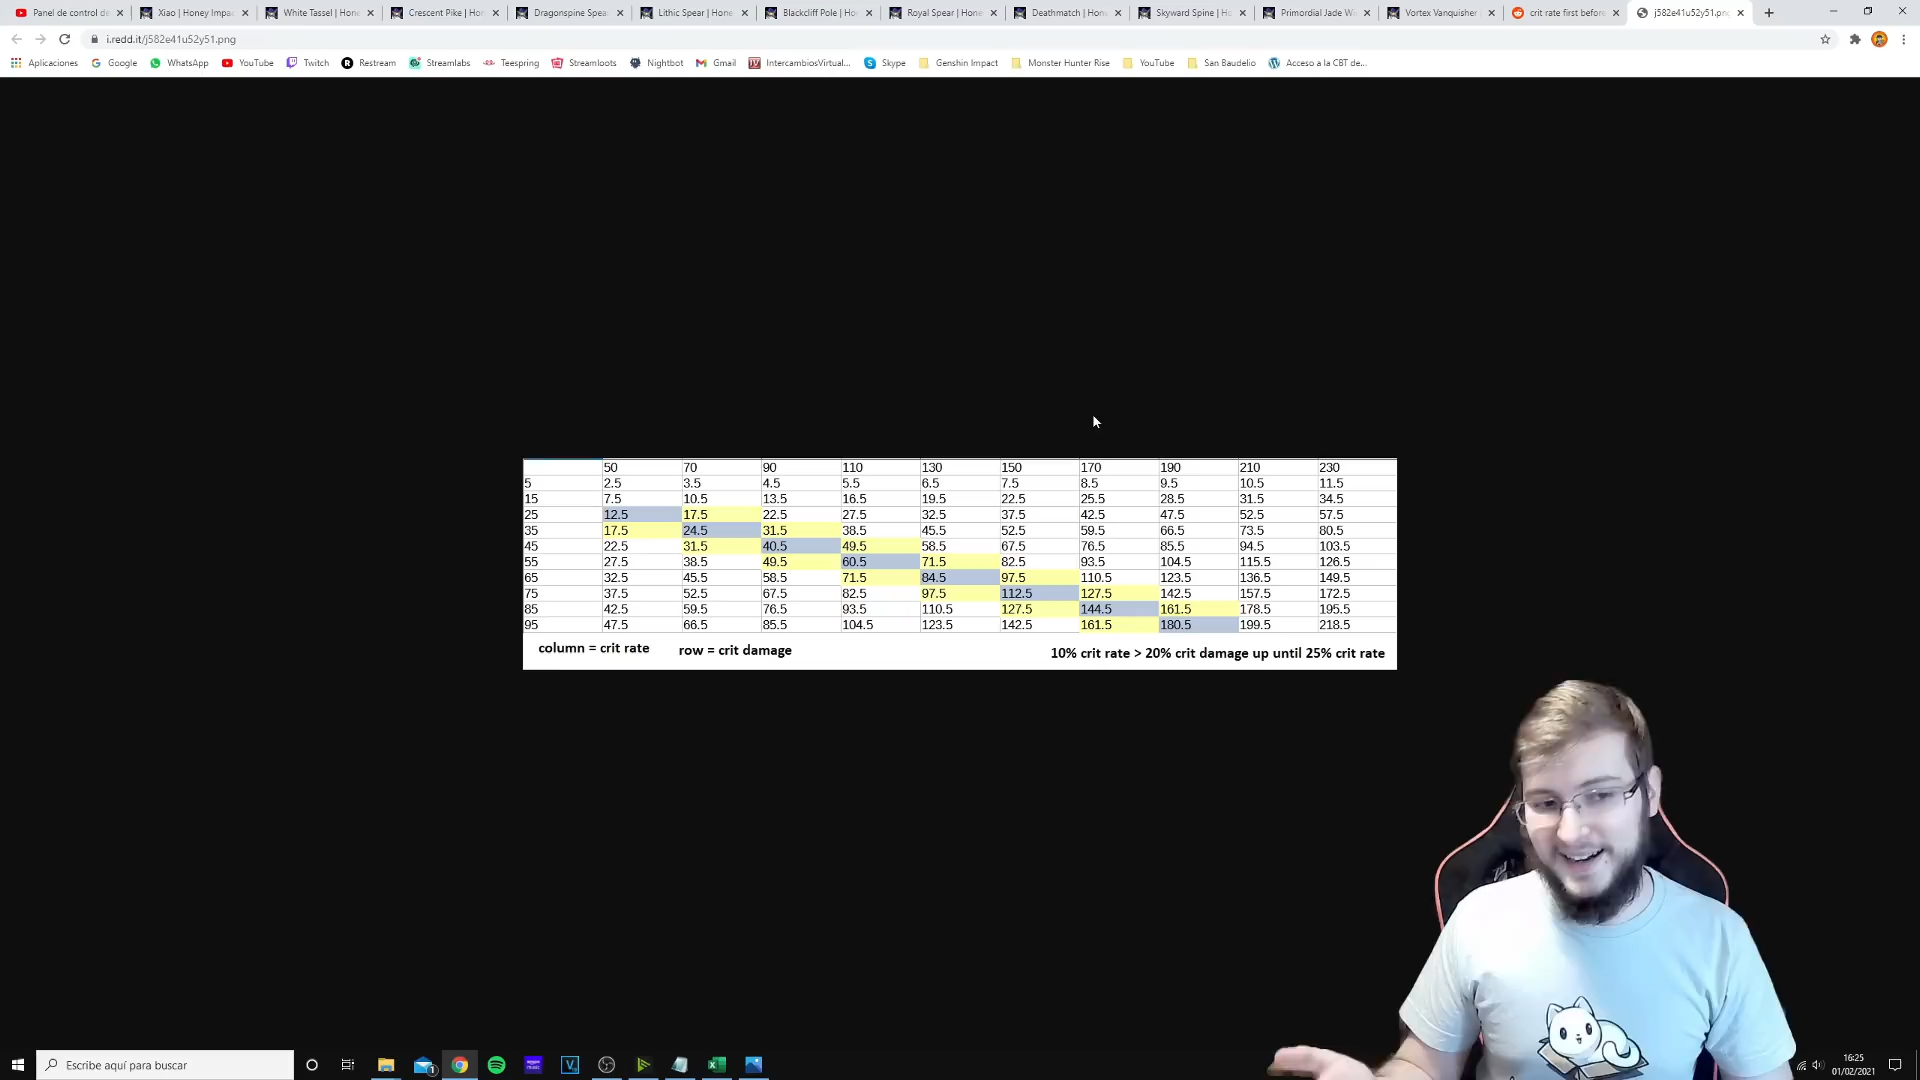 Panel de control de
Xiao | Honey Impac
White Tassel | Hone
Crescent Pike | Hon
Dragonspine Spear
Lithic Spear | Hone
Blackcliff Pole | Ho
Royal Spear | Hone
Deathmatch | Hon
Skyward Spine | Ho
Primordial Jade Wi
Vortex Vanquisher
crit rate first before
j582e41u52y51.png
i.redd.it/j582e41u52y51.png
Aplicaciones
Google
WhatsApp
YouTube
Twitch
Restream
Streamlabs
Teespring
Streamloots
Nightbot
Gmail
IntercambiosVirtual...
Skype
Genshin Impact
Monster Hunter Rise
YouTube
San Baudelio
Acceso a la CBT de...
50 70 90 110 130 150 170 190 210 230
5 2.5 3.5 4.5 5.5 6.5 7.5 8.5 9.5 10.5 11.5
15 7.5 10.5 13.5 16.5 19.5 22.5 25.5 28.5 31.5 34.5
25 12.5 17.5 22.5 27.5 32.5 37.5 42.5 47.5 52.5 57.5
35 17.5 24.5 31.5 38.5 45.5 52.5 59.5 66.5 73.5 80.5
45 22.5 31.5 40.5 49.5 58.5 67.5 76.5 85.5 94.5 103.5
55 27.5 38.5 49.5 60.5 71.5 82.5 93.5 104.5 115.5 126.5
65 32.5 45.5 58.5 71.5 84.5 97.5 110.5 123.5 136.5 149.5
75 37.5 52.5 67.5 82.5 97.5 112.5 127.5 142.5 157.5 172.5
85 42.5 59.5 76.5 93.5 110.5 127.5 144.5 161.5 178.5 195.5
95 47.5 66.5 85.5 104.5 123.5 142.5 161.5 180.5 199.5 218.5
column = crit rate row = crit damage 10% crit rate > 20% crit damage up until 25% crit rate
Escribe aquí para buscar
16:25
01/02/2021